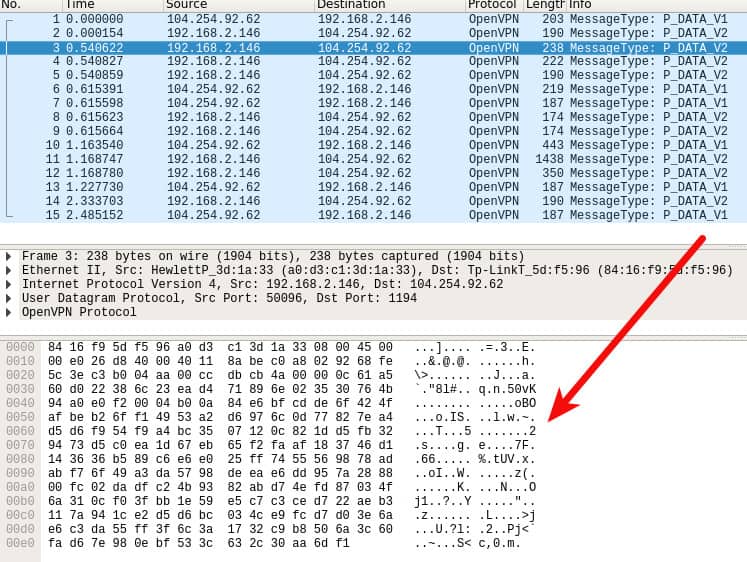 No. Time Source Destination Protocol Length Info
1 0.000000 104.254.92.62 192.168.2.146 OpenVPN 203 MessageType: P_DATA_V1
2 0.000154 192.168.2.146 104.254.92.62 OpenVPN 190 MessageType: P_DATA_V2
3 0.540622 192.168.2.146 104.254.92.62 OpenVPN 238 MessageType: P_DATA_V2
4 0.540827 192.168.2.146 104.254.92.62 OpenVPN 222 MessageType: P_DATA_V2
5 0.540859 192.168.2.146 104.254.92.62 OpenVPN 190 MessageType: P_DATA_V2
6 0.615391 104.254.92.62 192.168.2.146 OpenVPN 219 MessageType: P_DATA_V1
7 0.615598 104.254.92.62 192.168.2.146 OpenVPN 187 MessageType: P_DATA_V1
8 0.615623 192.168.2.146 104.254.92.62 OpenVPN 174 MessageType: P_DATA_V2
9 0.615664 192.168.2.146 104.254.92.62 OpenVPN 174 MessageType: P_DATA_V2
10 1.163540 104.254.92.62 192.168.2.146 OpenVPN 443 MessageType: P_DATA_V1
11 1.168747 192.168.2.146 104.254.92.62 OpenVPN 1438 MessageType: P_DATA_V2
12 1.168780 192.168.2.146 104.254.92.62 OpenVPN 350 MessageType: P_DATA_V2
13 1.227730 104.254.92.62 192.168.2.146 OpenVPN 187 MessageType: P_DATA_V1
14 2.333703 192.168.2.146 104.254.92.62 OpenVPN 190 MessageType: P_DATA_V2
15 2.485152 104.254.92.62 192.168.2.146 OpenVPN 187 MessageType: P_DATA_V1
Frame 3: 238 bytes on wire (1904 bits), 238 bytes captured (1904 bits)
Ethernet II, Src: HewlettP_3d:1a:33 (a0:d3:c1:3d:1a:33), Dst: Tp-LinkT_5d:f5:96 (84:16:f9:5d:f5:96)
Internet Protocol Version 4, Src: 192.168.2.146, Dst: 104.254.92.62
User Datagram Protocol, Src Port: 50096, Dst Port: 1194
OpenVPN Protocol
0000 84 16 f9 5d f5 96 a0 d3 c1 3d 1a 33 08 00 45 00 ...].... .=.3..E.
0010 00 e0 26 d8 40 00 40 11 8a be c0 a8 02 92 68 fe ..&.@.@. ......h.
0020 5c 3e c3 b0 04 aa 00 cc db cb 4a 00 00 0c 61 a5 \>...... ..J...a.
0030 60 d0 22 38 6c 23 ea d4 71 89 6e 02 35 30 76 4b `."8l#.. q.n.50vK
0040 94 a0 e0 f2 00 04 b0 0a 84 e6 bf cd de 6f 42 4f ........ .....oBO
0050 af be b2 6f ff 49 53 a2 d6 97 6c 0d 77 82 7e a4 ...o.IS. ..l.w.~.
0060 d5 d6 f9 54 f9 a4 bc 35 07 12 0c 82 1d d5 fb 32 ...T...5 .......2
0070 94 73 d5 c0 ea 1d 67 eb 65 f2 fa af 18 37 46 d1 .s....g. e....7F.
0080 14 36 36 b5 89 c6 e6 e0 25 ff 74 55 56 98 78 ad .66..... %.tUV.x.
0090 ab f7 6f 49 a3 da 57 98 de ea e6 dd 95 7a 28 88 ..oI..W. .....z(.
00a0 00 fc 02 da df c2 4b 93 82 ab d7 4e fd 87 03 4f ......K. ...N...O
00b0 6a 31 0c f0 3f bb 1e 59 e5 c7 c3 ce d7 22 ae b3 j1..?..Y ....."..
00c0 11 7a 94 1c e2 d5 d6 bc 03 4c e9 fc d7 d0 3e 6a .z...... .L....>j
00d0 e6 c3 da 55 ff 3f 6c 3a 17 32 c9 b8 50 6a 3c 60 ...U.?l: .2..Pj<`
00e0 fa d6 7e 98 0e bf 53 3c 63 2c 30 aa 6d f1 ..~...S< c,0.m.